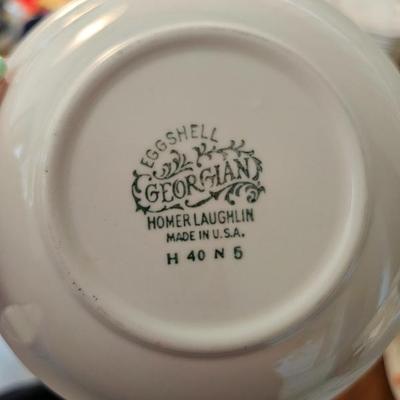 EGGSHELL
GEORGIAN
HOMER LAUGHLIN
MADE IN U.S.A.
H 40 N 5